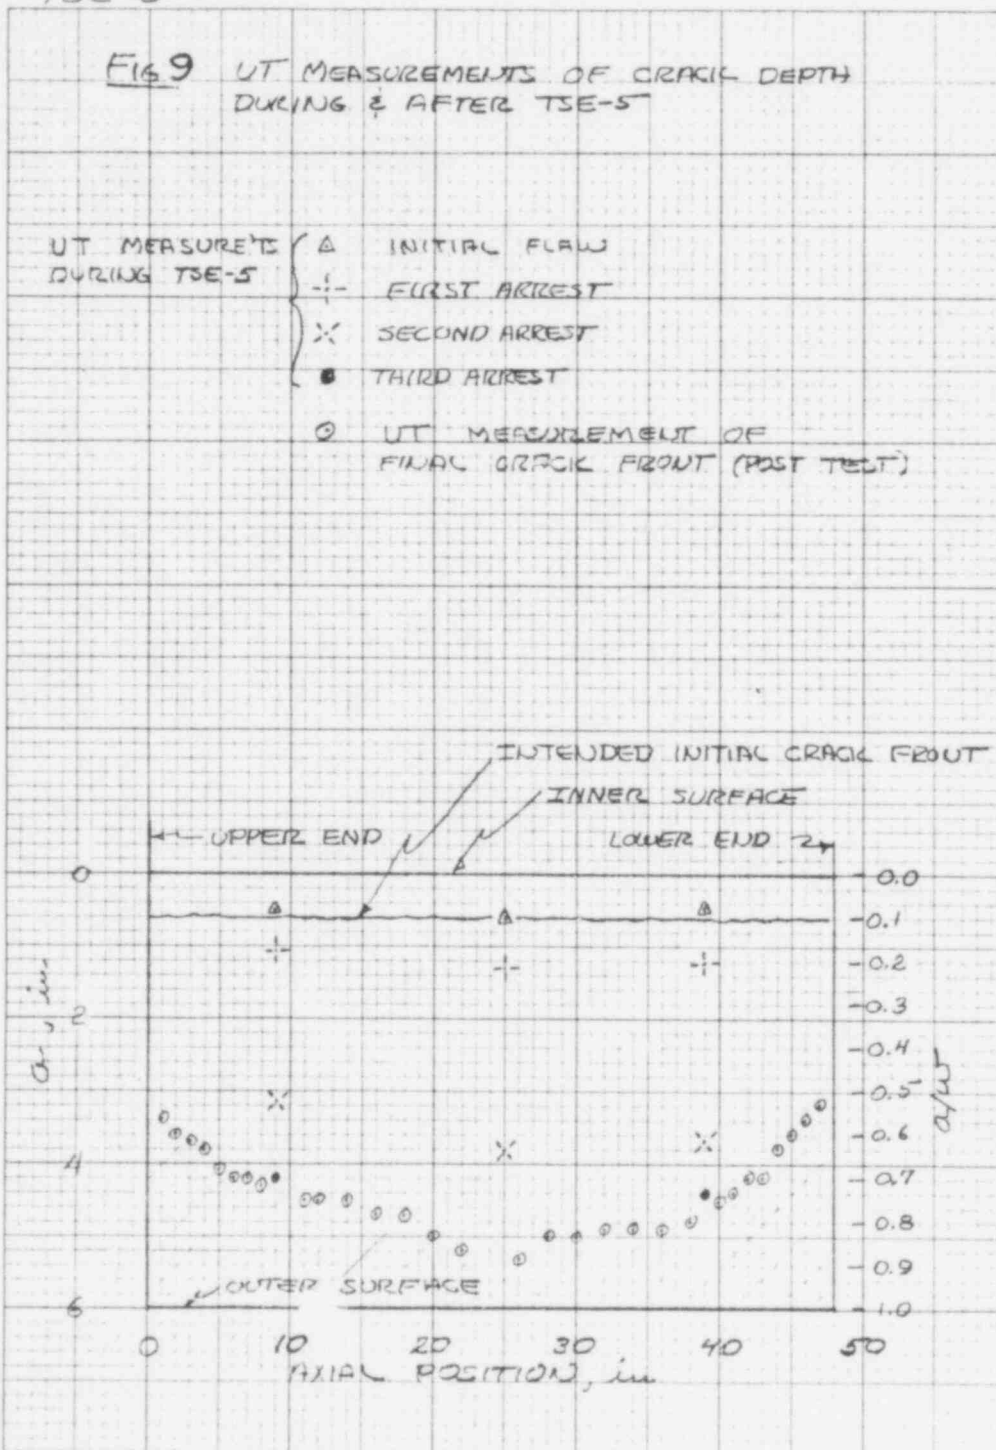 FIG 9 UT MEASUREMENTS OF CRACK DEPTH
DURING & AFTER TSE-5
UT MEASURE'TS
DURING TSE-5
INITIAL FLAW
FIRST ARREST
SECOND ARREST
THIRD ARREST
UT MEASUREMENT OF
FINAL CRACK FRONT (POST TEST)
INTENDED INITIAL CRACK FRONT
INNER SURFACE
UPPER END
LOWER END
0
2
4
6
a, in.
0.0
0.1
0.2
0.3
0.4
0.5
0.6
0.7
0.8
0.9
1.0
a/w
OUTER SURFACE
0 10 20 30 40 50
AXIAL POSITION, in